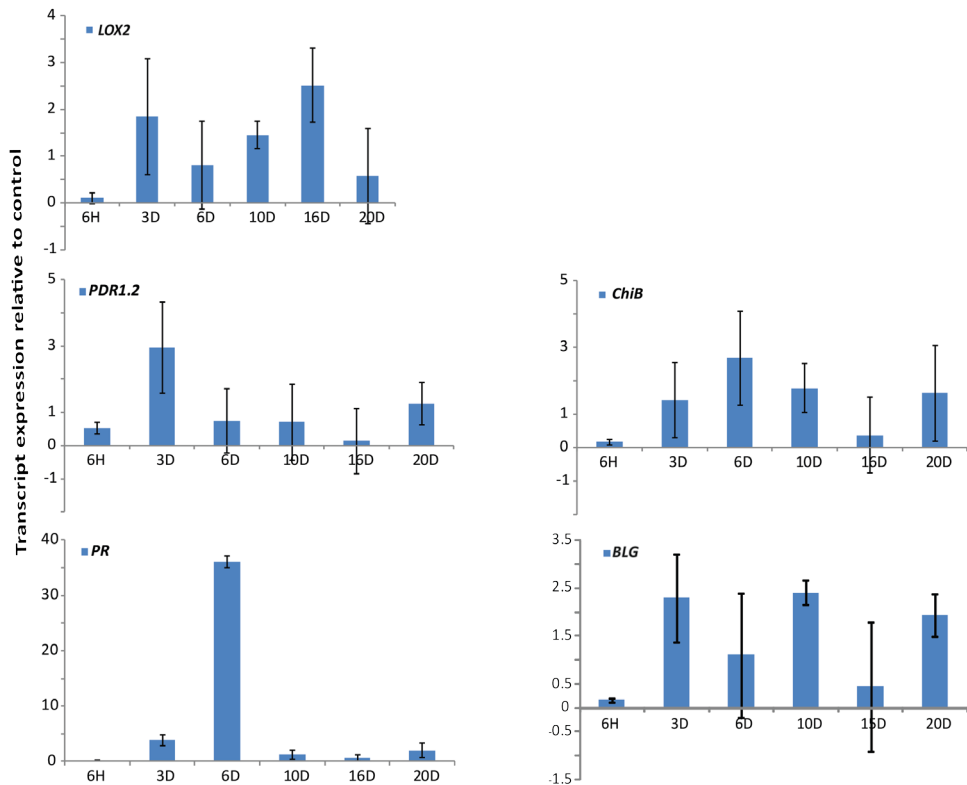 Transcript expression relative to control
LOX2
4
3
2
1
0
-1
6H 3D 6D 10D 16D 20D
PDR1.2
5
3
1
0
-1
6H 3D 6D 10D 16D 20D
ChiB
5
3
1
0
-1
6H 3D 6D 10D 16D 20D
PR
40
30
20
10
0
6H 3D 6D 10D 16D 20D
BLG
3.5
2.5
1.5
0.5
0
-0.5
-1.5
6H 3D 6D 10D 15D 20D